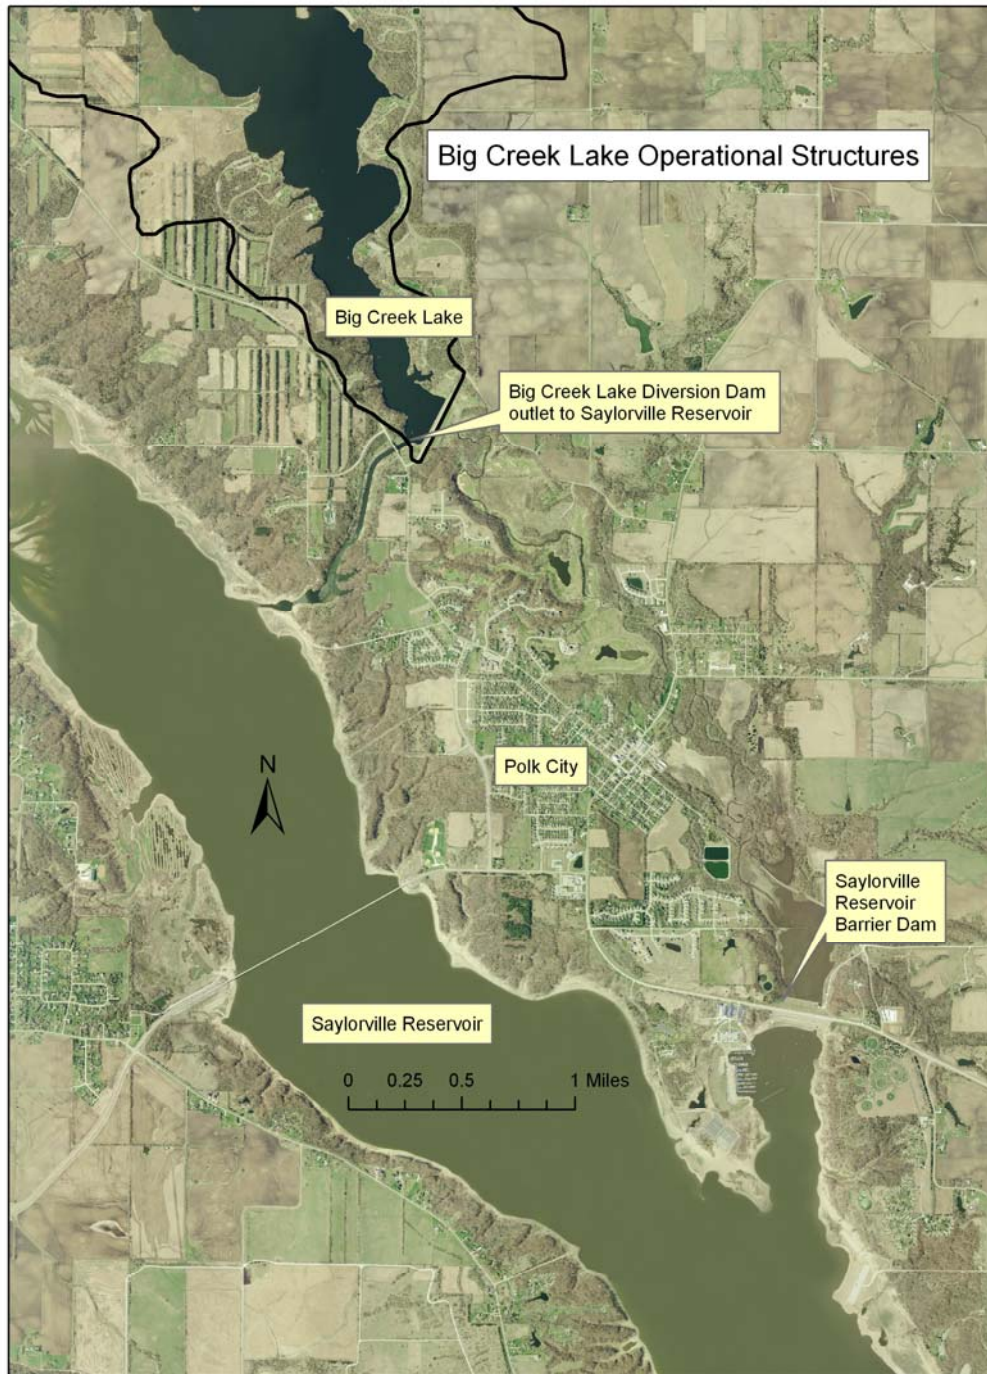 Big Creek Lake Operational Structures
Big Creek Lake
Big Creek Lake Diversion Dam
outlet to Saylorville Reservoir
N
Polk City
Saylorville
Reservoir
Barrier Dam
Saylorville Reservoir
0 0.25 0.5 1 Miles